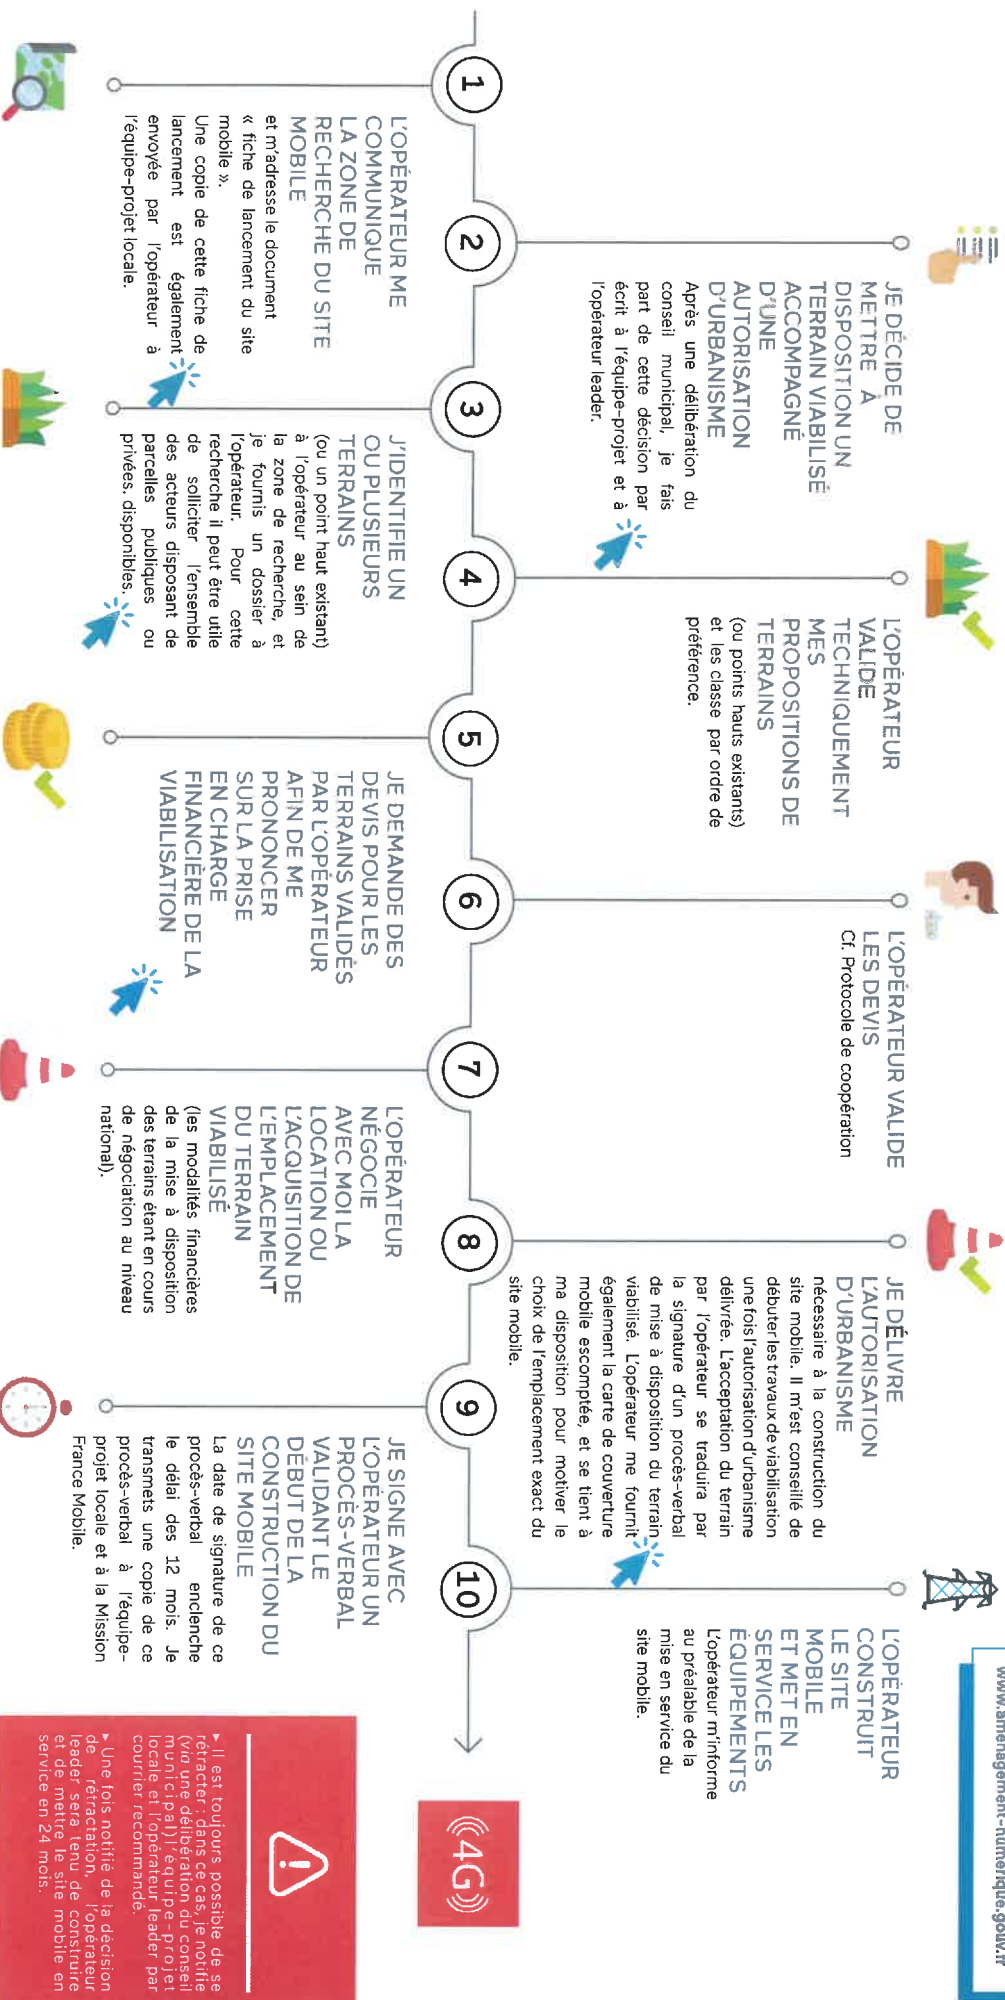 www.amenagement-numerique.gouv.fr
1
L'OPÉRATEUR ME
COMMUNIQUE
LA ZONE DE
RECHERCHE DU SITE
MOBILE
et m'adresse le document
« fiche de lancement du site
mobile ».
Une copie de cette fiche de
lancement est également
envoyée par l'opérateur à
l'équipe-projet locale.
2
JE DÉCIDE DE
METTRE À
DISPOSITION UN
TERRAIN VIABILISÉ
ACCOMPAGNÉ
D'UNE
AUTORISATION
D'URBANISME
Après une délibération du
conseil municipal, je fais
part de cette décision par
écrit à l'équipe-projet et à
l'opérateur leader.
3
J'IDENTIFIE UN
OU PLUSIEURS
TERRAINS
(ou un point haut existant)
à l'opérateur au sein de
la zone de recherche, et
je fournis un dossier à
l'opérateur. Pour cette
recherche il peut être utile
de solliciter l'ensemble
des acteurs disposant de
parcelles publiques ou
privées. disponibles.
4
L'OPÉRATEUR
VALIDE
TECHNIQUEMENT
MES
PROPOSITIONS DE
TERRAINS
(ou points hauts existants)
et les classe par ordre de
préférence.
5
JE DEMANDE DES
DEVIS POUR LES
TERRAINS VALIDÉS
PAR L'OPÉRATEUR
AFIN DE ME
PRONONCER
SUR LA PRISE
EN CHARGE
FINANCIÈRE DE LA
VIABILISATION
6
L'OPÉRATEUR VALIDE
LES DEVIS
Cf. Protocole de coopération
7
L'OPÉRATEUR
NÉGOCIE
AVEC MOI LA
LOCATION OU
L'ACQUISITION DE
L'EMPLACEMENT
DU TERRAIN
VIABILISÉ
(les modalités financières
de la mise à disposition
des terrains étant en cours
de négociation au niveau
national).
8
JE DÉLIVRE
L'AUTORISATION
D'URBANISME
nécessaire à la construction du
site mobile. Il m'est conseillé de
débuter les travaux de viabilisation
une fois l'autorisation d'urbanisme
délivrée. L'acceptation du terrain
par l'opérateur se traduira par
la signature d'un procès-verbal
de mise à disposition du terrain
viabilisé. L'opérateur me fournit
également la carte de couverture
mobile escomptée, et se tient à
ma disposition pour motiver le
choix de l'emplacement exact du
site mobile.
9
JE SIGNE AVEC
L'OPÉRATEUR UN
PROCÈS-VERBAL
VALIDANT LE
DÉBUT DE LA
CONSTRUCTION DU
SITE MOBILE
La date de signature de ce
procès-verbal enclenche
le délai des 12 mois. Je
transmets une copie de ce
procès-verbal à l'équipe-
projet locale et à la Mission
France Mobile.
10
L'OPÉRATEUR
CONSTRUIT
LE SITE
MOBILE
ET MET EN
SERVICE LES
ÉQUIPEMENTS
L'opérateur m'informe
au préalable de la
mise en service du
site mobile.
((4G))
▸ Il est toujours possible de se
rétracter : dans ce cas, je notifie
(via une délibération du conseil
municipal) l'équipe-projet
locale et l'opérateur leader par
courrier recommandé.
▸ Une fois notifié de la décision
de rétractation, l'opérateur
leader sera tenu de construire
et de mettre le site mobile en
service en 24 mois.